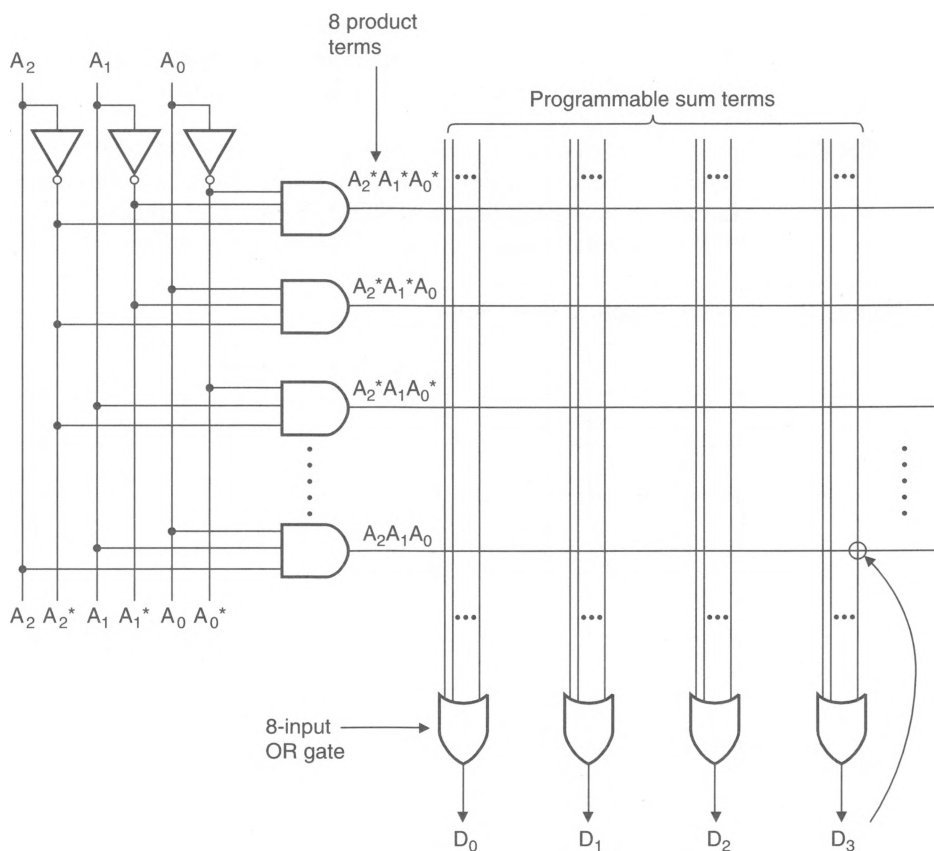 8 product
terms
A₂ A₁ A₀
Programmable sum terms
A₂*A₁*A₀*
A₂*A₁*A₀
A₂*A₁A₀*
A₂A₁A₀
A₂ A₂* A₁ A₁* A₀ A₀*
8-input
OR gate
D₀ D₁ D₂ D₃